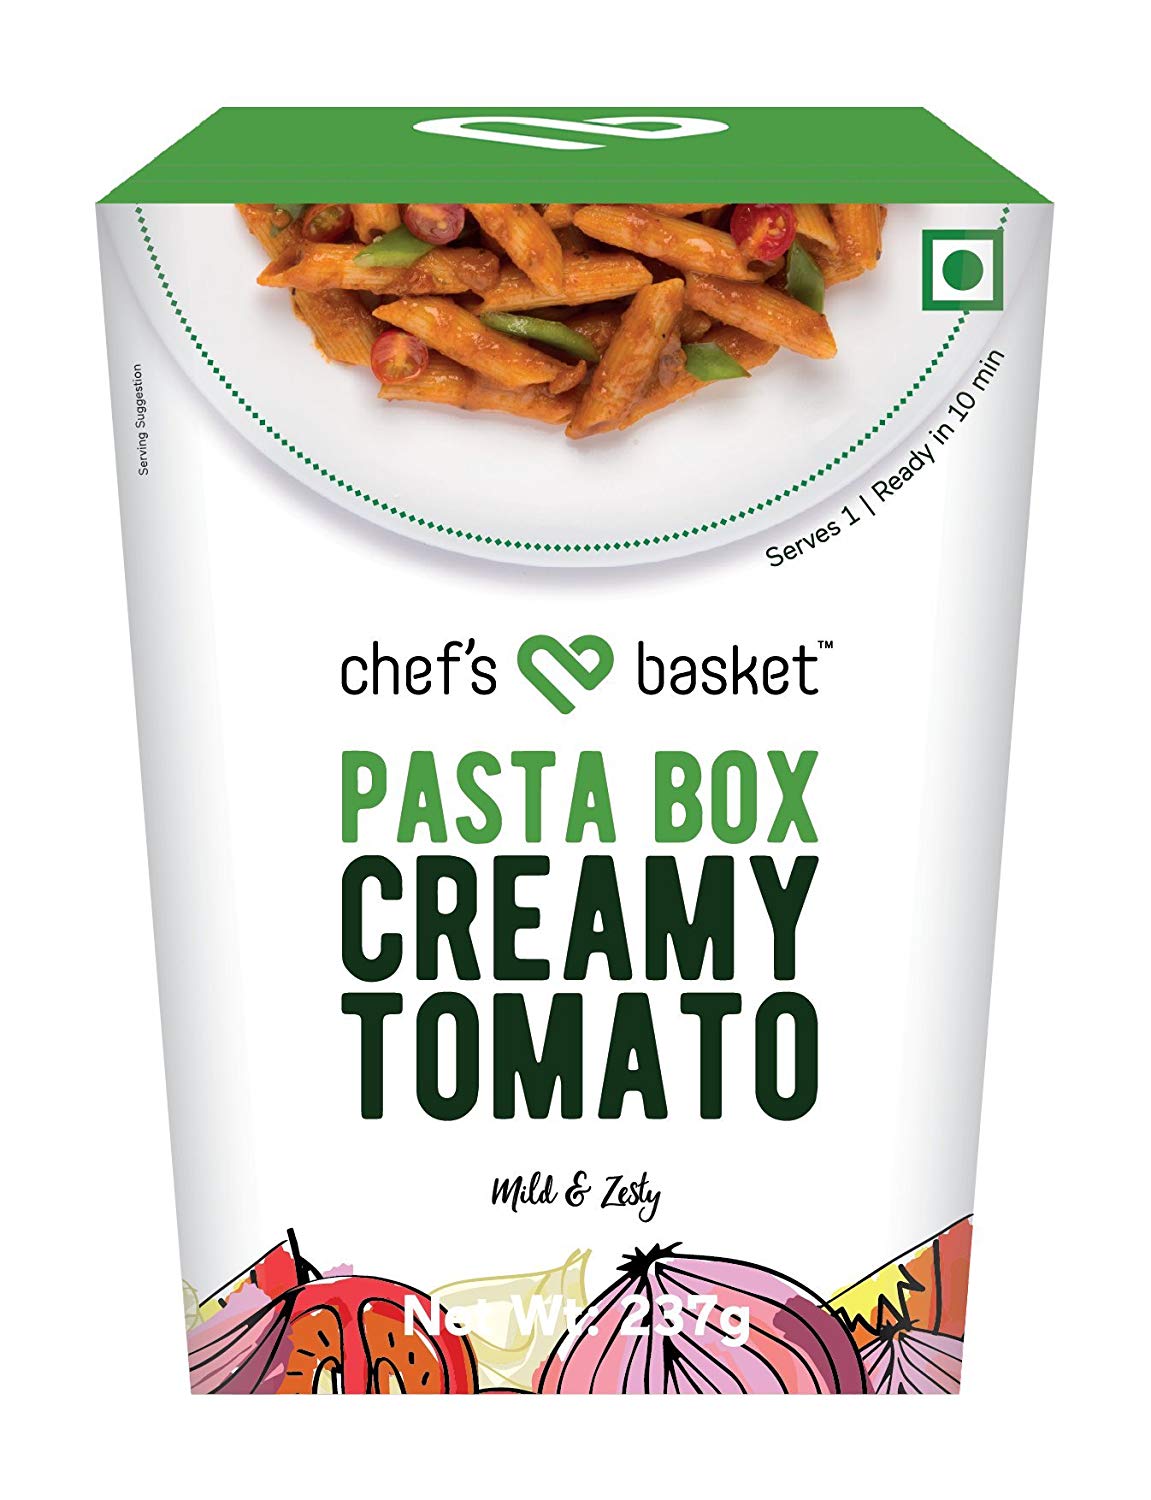 Serving Suggestion
Serves 1 | Ready in 10 min
chef's basket™
PASTA BOX
CREAMY
TOMATO
Mild & Zesty
Net Wt: 237g